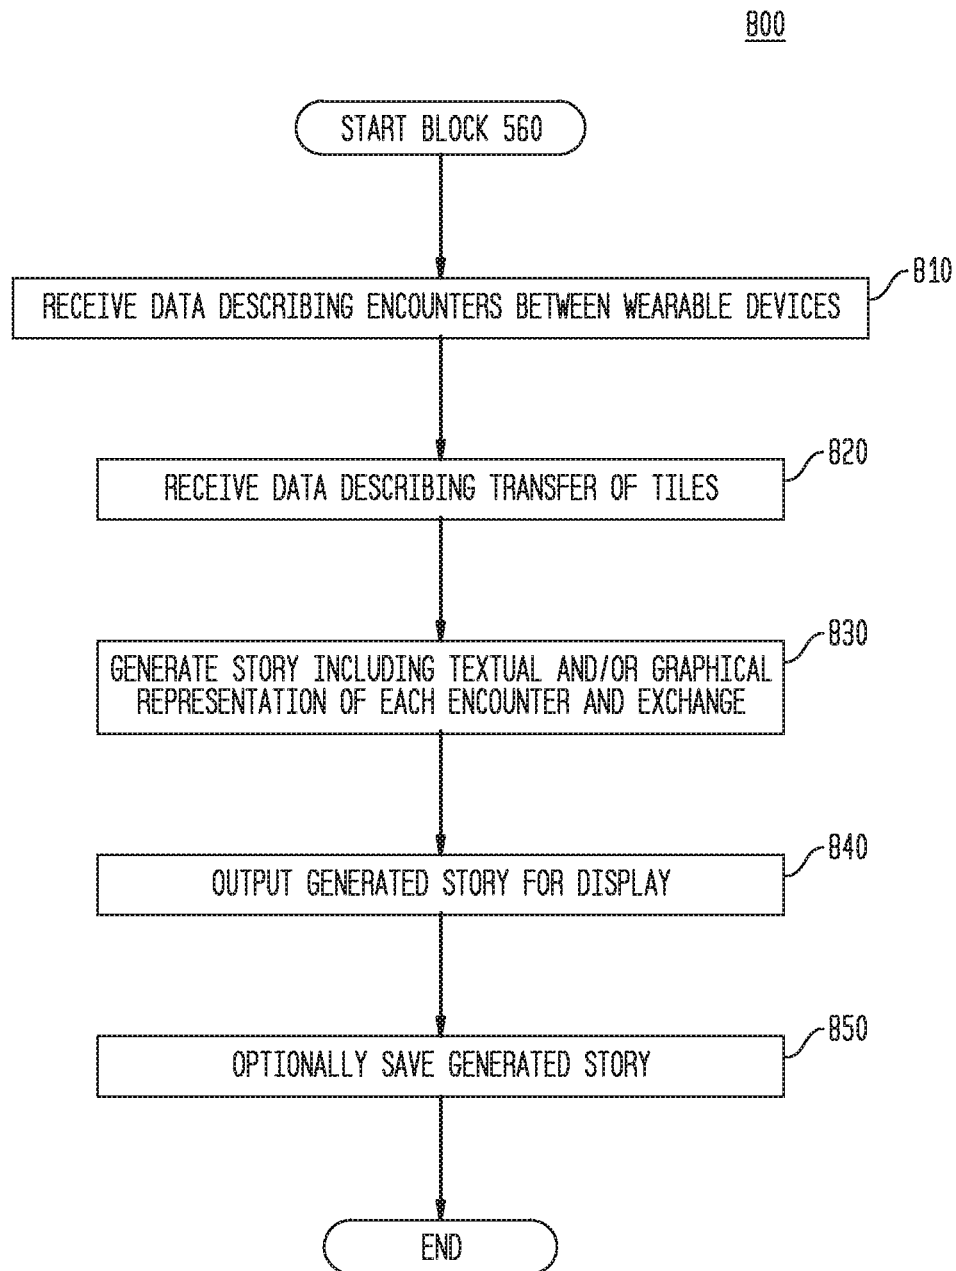 800
START BLOCK 560
810
RECEIVE DATA DESCRIBING ENCOUNTERS BETWEEN WEARABLE DEVICES
820
RECEIVE DATA DESCRIBING TRANSFER OF TILES
830
GENERATE STORY INCLUDING TEXTUAL AND/OR GRAPHICAL
REPRESENTATION OF EACH ENCOUNTER AND EXCHANGE
840
OUTPUT GENERATED STORY FOR DISPLAY
850
OPTIONALLY SAVE GENERATED STORY
END